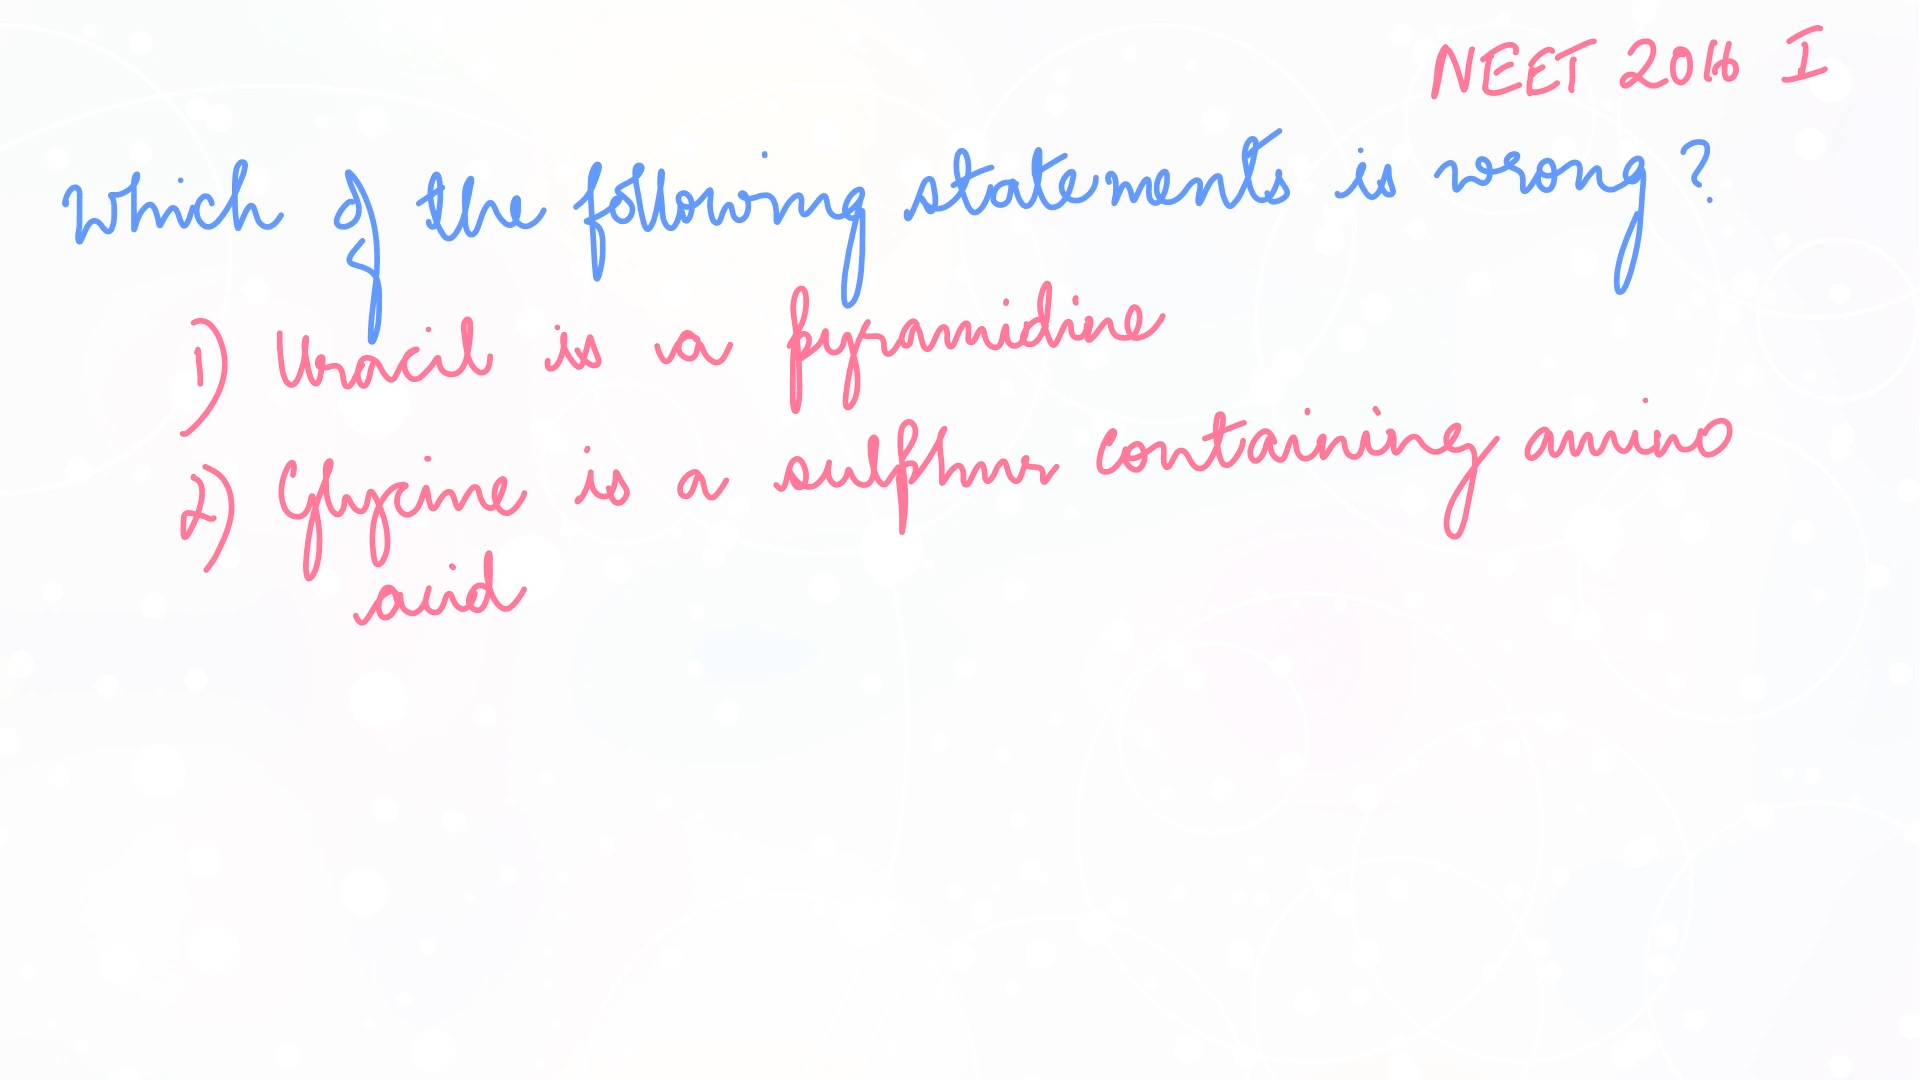 NEET 2016 I
Which of the following statements is wrong?
1) Uracil is a pyramidine
2) Glycine is a sulphur containing amino
acid